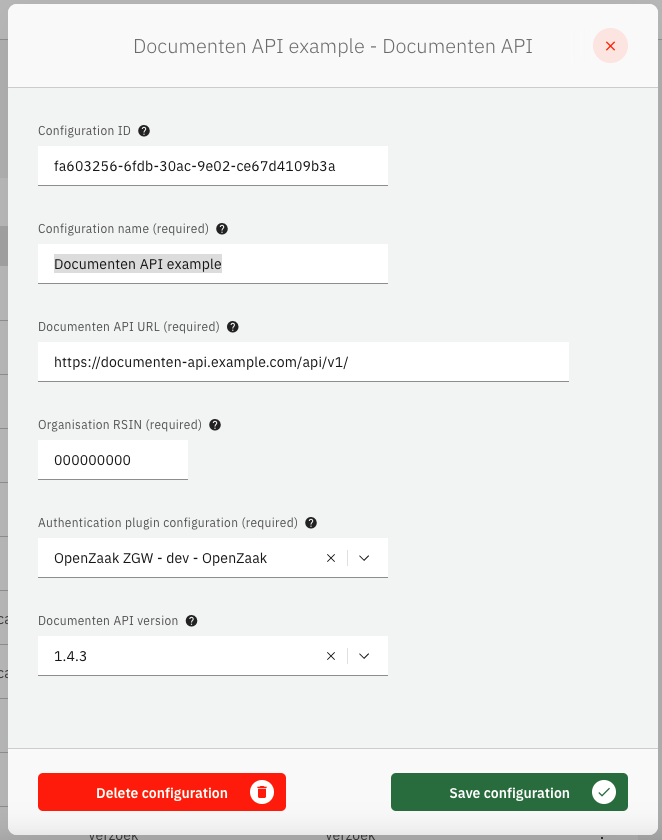 Documenten API example - Documenten API
Configuration ID
fa603256-6fdb-30ac-9e02-ce67d4109b3a
Configuration name (required)
Documenten API example
Documenten API URL (required)
https://documenten-api.example.com/api/v1/
Organisation RSIN (required)
000000000
Authentication plugin configuration (required)
OpenZaak ZGW - dev - OpenZaak
Documenten API version
1.4.3
Delete configuration
Save configuration